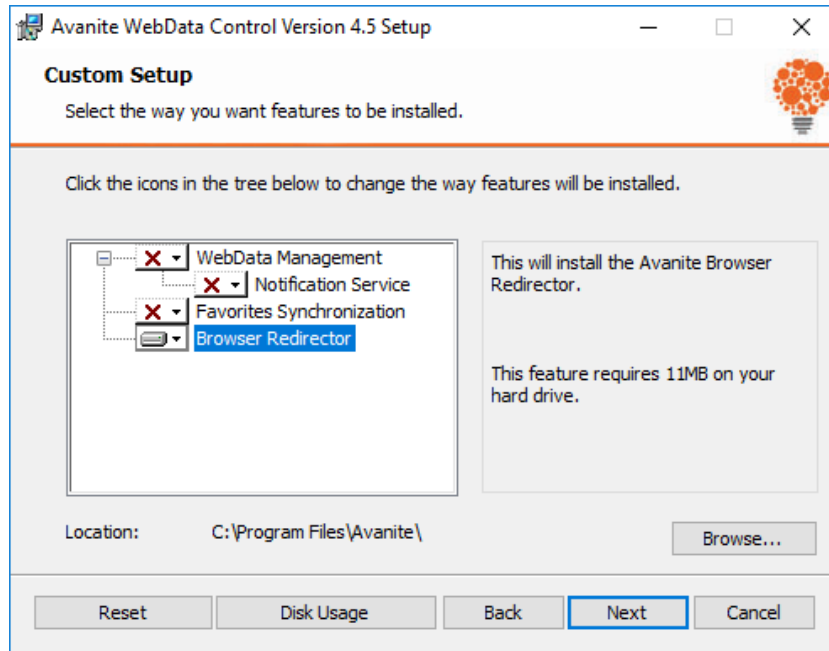 Avanite WebData Control Version 4.5 Setup
Custom Setup
Select the way you want features to be installed.
Click the icons in the tree below to change the way features will be installed.
WebData Management
Notification Service
Favorites Synchronization
Browser Redirector
This will install the Avanite Browser
Redirector.
This feature requires 11MB on your
hard drive.
Location: C:\Program Files\Avanite\
Browse...
Reset Disk Usage Back Next Cancel